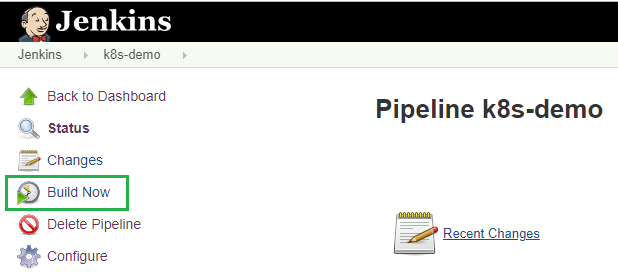 Jenkins
Jenkins k8s-demo
Back to Dashboard
Status
Changes
Build Now
Delete Pipeline
Configure
Pipeline k8s-demo
Recent Changes